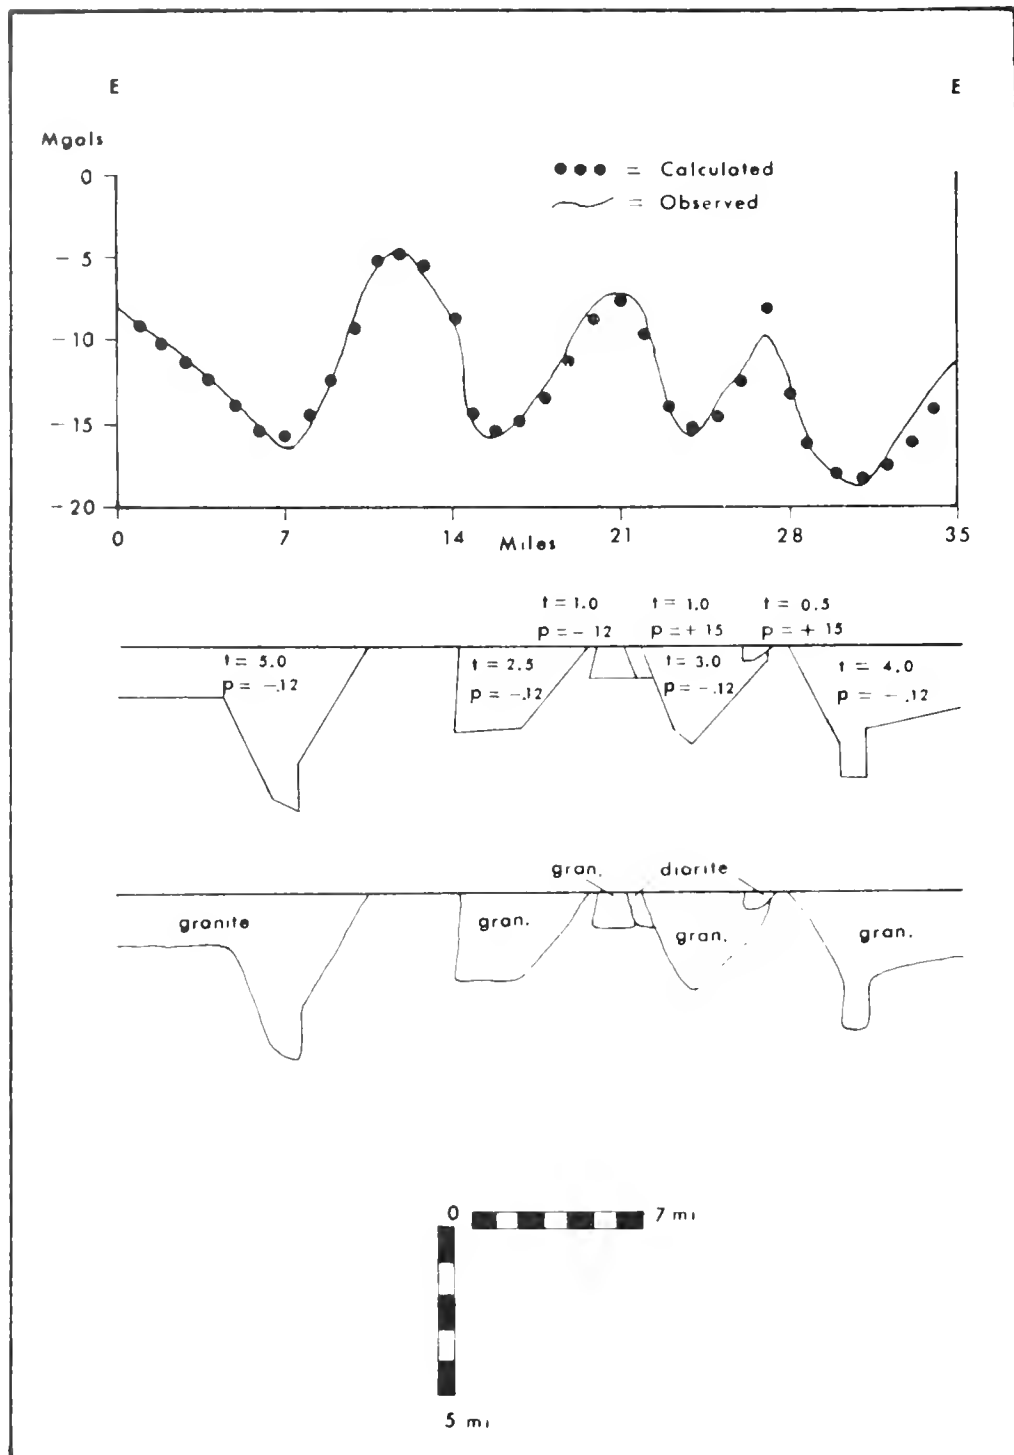 E E
Mgals
0
●●● = Calculated
= Observed
− 5
−10
−15
−20
0 7 14 21 28 35
Miles
t = 1.0 t = 1.0 t = 0.5
p = − 12 p = + 15 p = + 15
t = 5.0 t = 2.5 t = 3.0 t = 4.0
p = −.12 p = −.12 p = −.12 p = − .12
gran. diorite
granite gran. gran. gran.
0 7 mi
5 mi